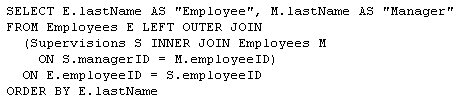 SELECT E.lastName AS "Employee", M.lastName AS "Manager"
FROM Employees E LEFT OUTER JOIN
  (Supervisions S INNER JOIN Employees M
    ON S.managerID = M.employeeID)
  ON E.employeeID = S.employeeID
ORDER BY E.lastName